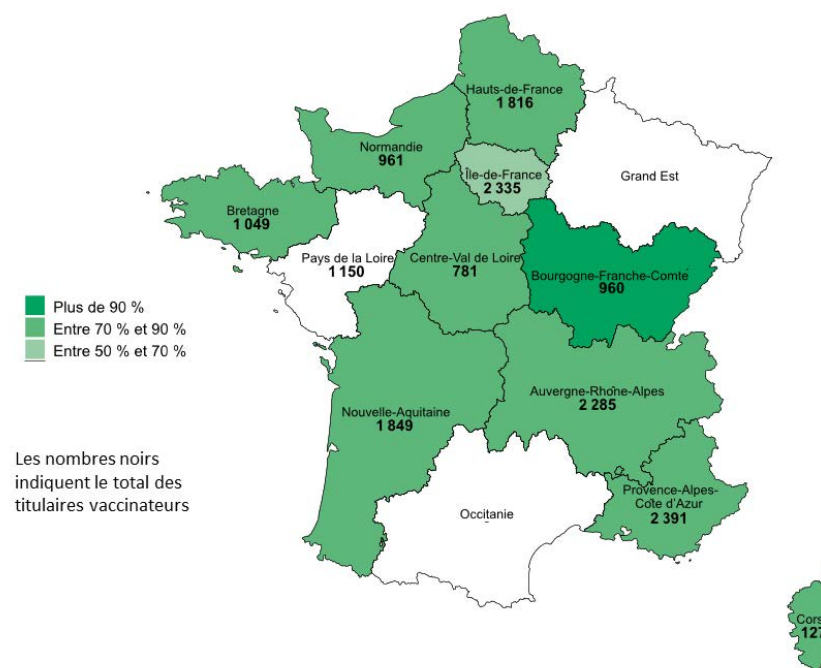 Hauts-de-France
1 816
Normandie
961
Île-de-France
2 335
Grand Est
Bretagne
1 049
Pays de la Loire
1 150
Centre-Val de Loire
781
Bourgogne-Franche-Comté
960
Plus de 90 %
Entre 70 % et 90 %
Entre 50 % et 70 %
Auvergne-Rhône-Alpes
2 285
Nouvelle-Aquitaine
1 849
Les nombres noirs
indiquent le total des
titulaires vaccinateurs
Provence-Alpes-
Côte d'Azur
2 391
Occitanie
Cors
127